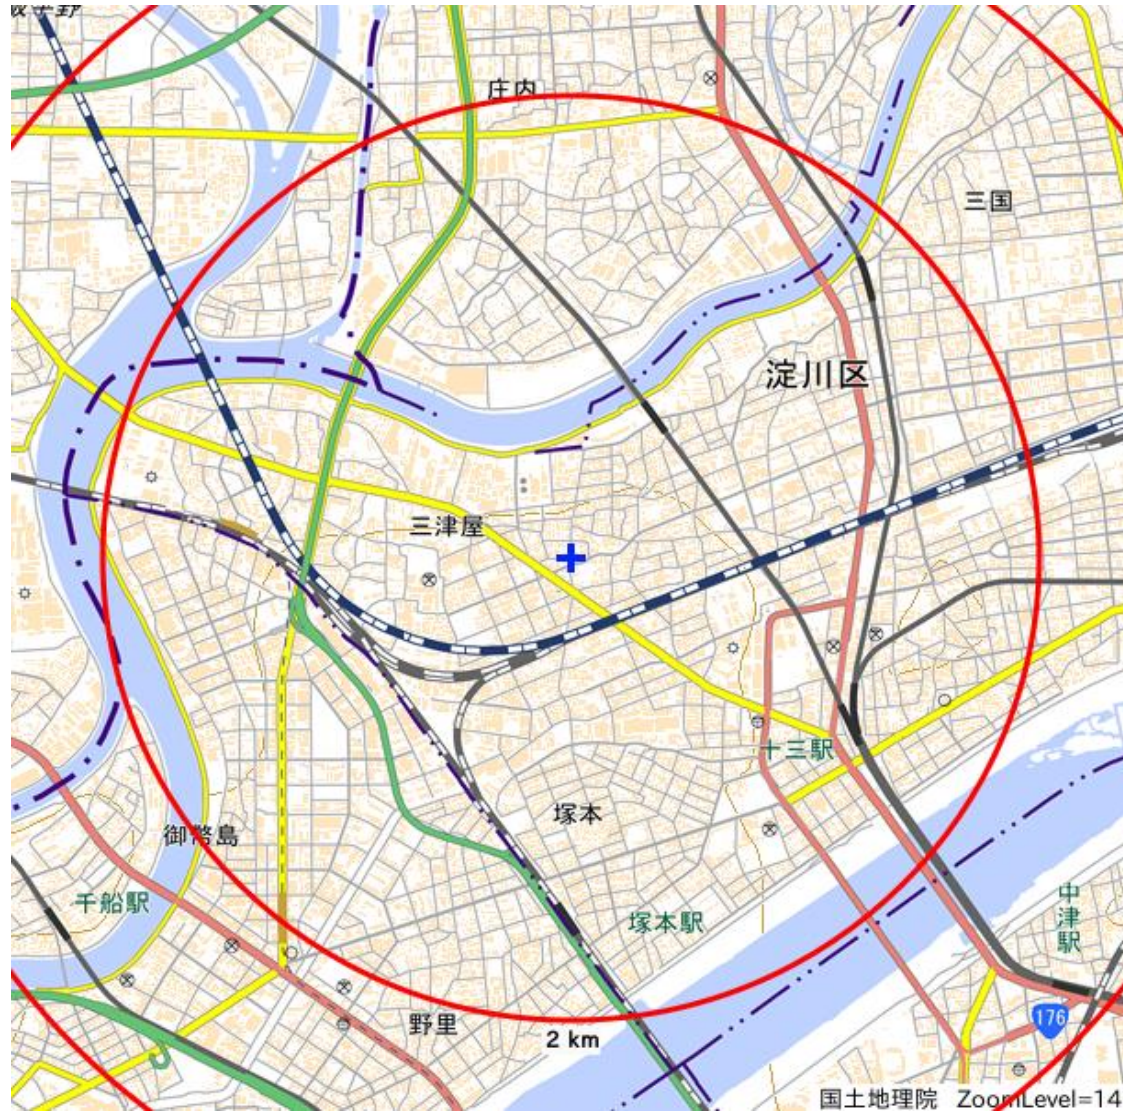 庄内
三国
淀川区
三津屋
十三駅
塚本
御幣島
千船駅
塚本駅
中津駅
野里
176
2 km
国土地理院 ZoomLevel=14